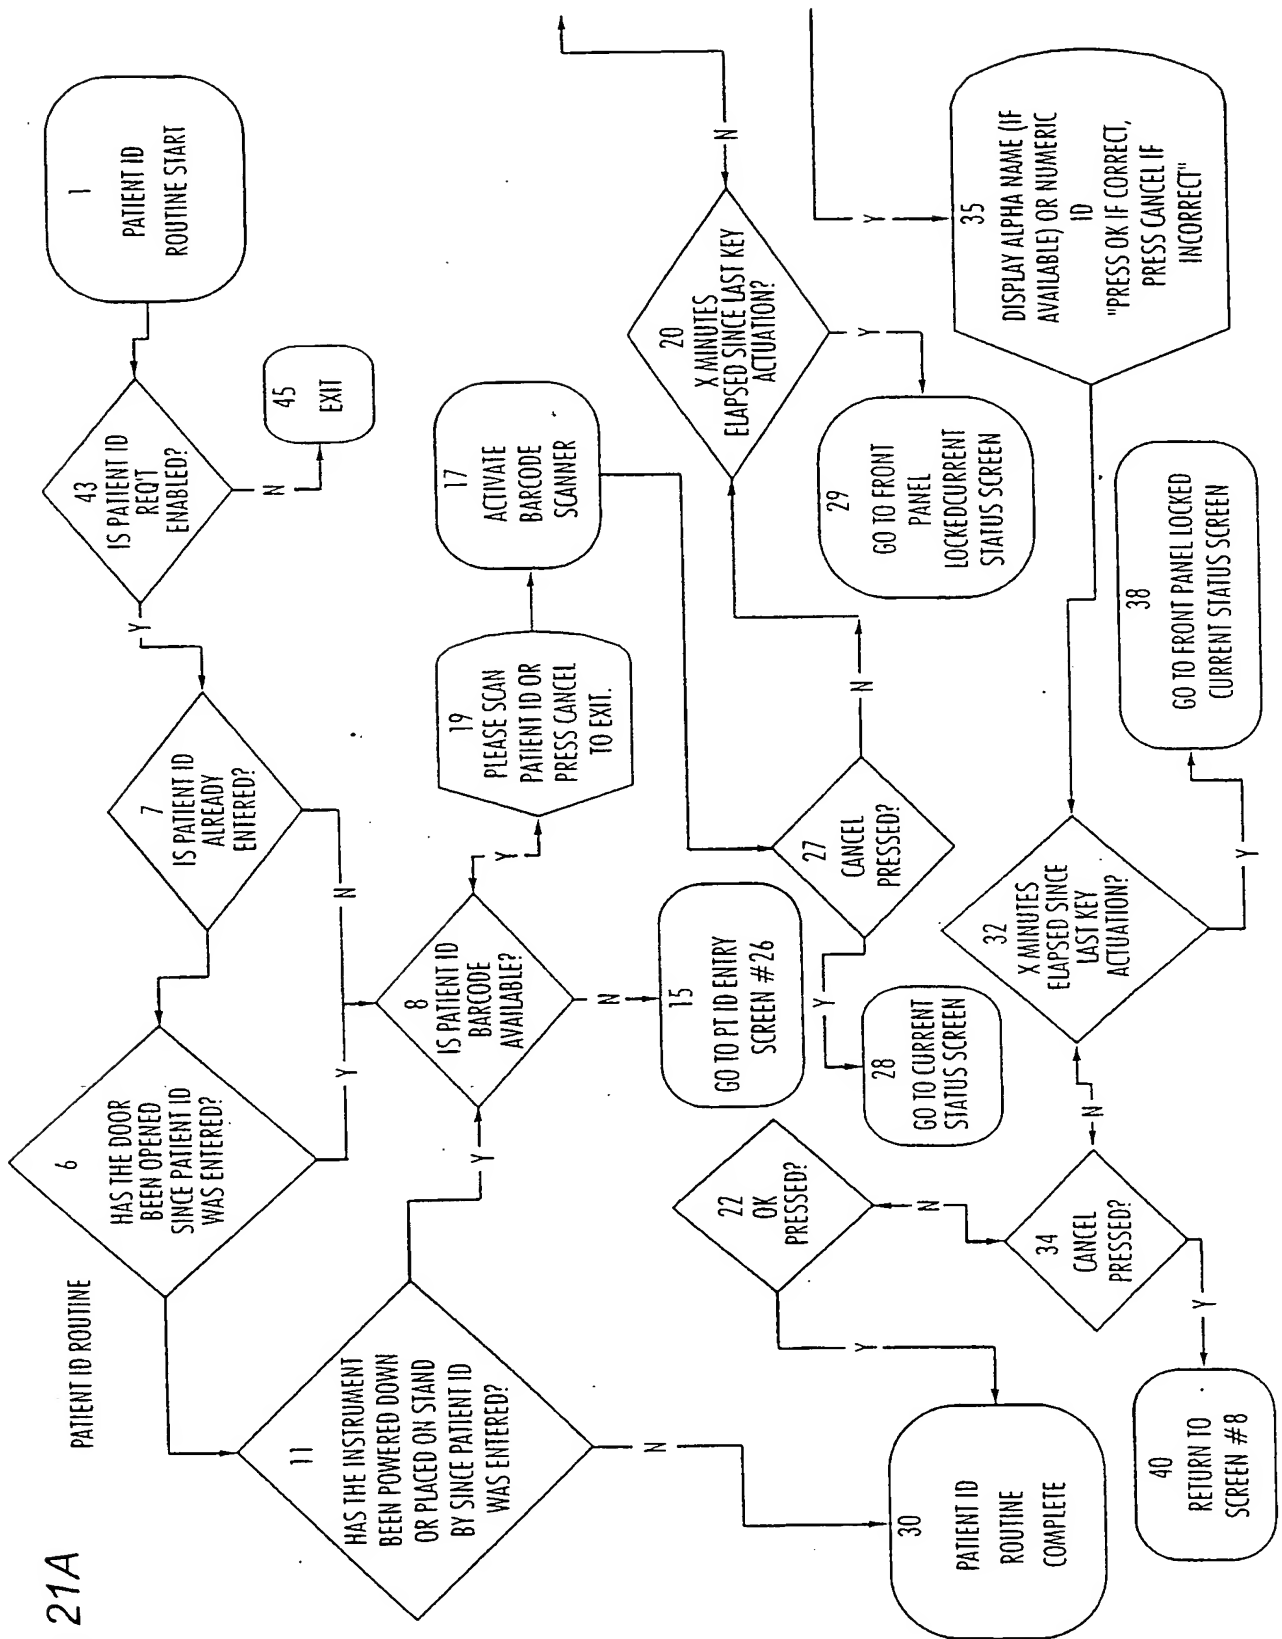 21A
PATIENT ID ROUTINE
1
PATIENT ID
ROUTINE START
43
IS PATIENT ID
REQ'T
ENABLED?
N
45
EXIT
Y
7
IS PATIENT ID
ALREADY
ENTERED?
N
6
HAS THE DOOR
BEEN OPENED
SINCE PATIENT ID
WAS ENTERED?
Y
11
HAS THE INSTRUMENT
BEEN POWERED DOWN
OR PLACED ON STAND
BY SINCE PATIENT ID
WAS ENTERED?
Y
N
8
IS PATIENT ID
BARCODE
AVAILABLE?
Y
N
19
PLEASE SCAN
PATIENT ID OR
PRESS CANCEL
TO EXIT.
17
ACTIVATE
BARCODE
SCANNER
15
GO TO PT ID ENTRY
SCREEN #26
27
CANCEL
PRESSED?
Y
N
28
GO TO CURRENT
STATUS SCREEN
20
X MINUTES
ELAPSED SINCE LAST KEY
ACTUATION?
N
Y
29
GO TO FRONT
PANEL
LOCKEDCURRENT
STATUS SCREEN
Y
35
DISPLAY ALPHA NAME (IF
AVAILABLE) OR NUMERIC
ID
"PRESS OK IF CORRECT,
PRESS CANCEL IF
INCORRECT"
32
X MINUTES
ELAPSED SINCE
LAST KEY
ACTUATION?
Y
N
38
GO TO FRONT PANEL LOCKED
CURRENT STATUS SCREEN
34
CANCEL
PRESSED?
N
Y
22
OK
PRESSED?
Y
30
PATIENT ID
ROUTINE
COMPLETE
40
RETURN TO
SCREEN #8